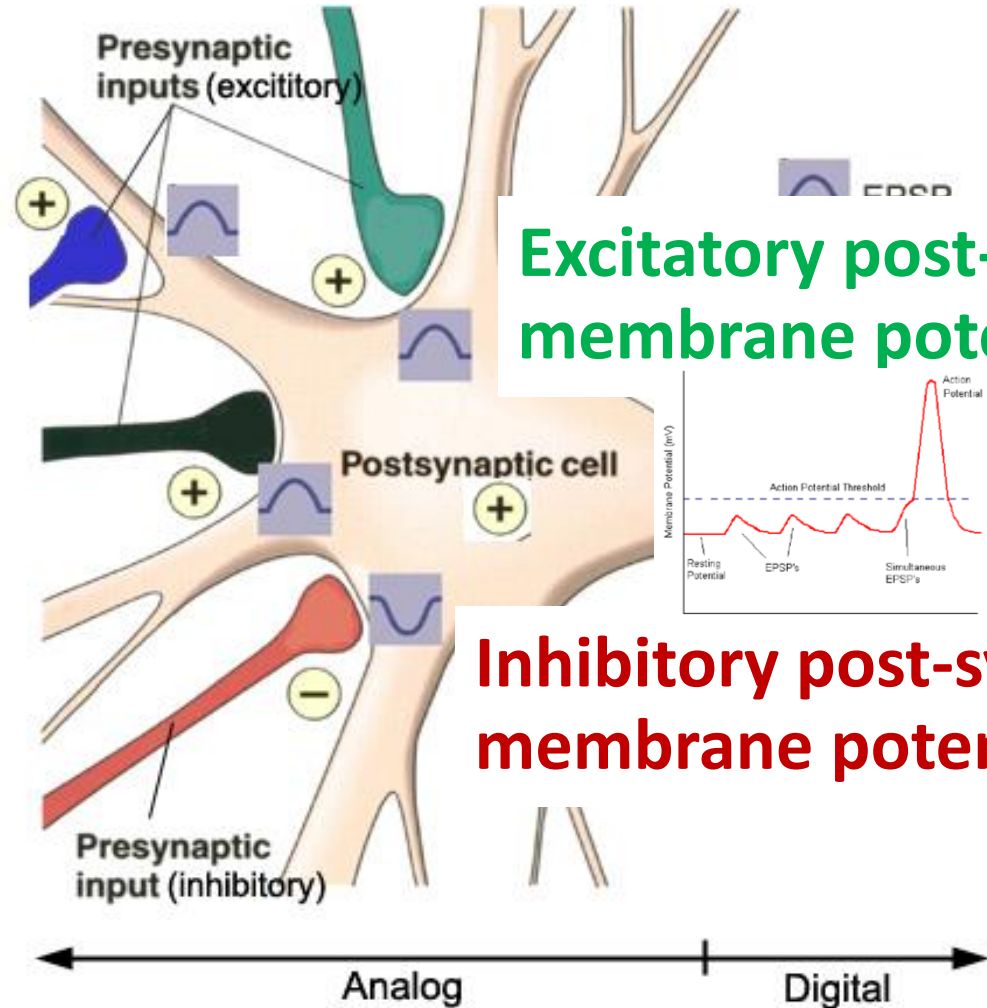 Presynaptic
inputs (excititory)
+
+
EPSP
Excitatory post-
membrane pote
Action
Potential
Membrane Potential (mV)
Action Potential Threshold
Resting
Potential
EPSP's
Simultaneous
EPSP's
Postsynaptic cell
+
+
Inhibitory post-sy
membrane poten
−
Presynaptic
input (inhibitory)
Analog
Digital